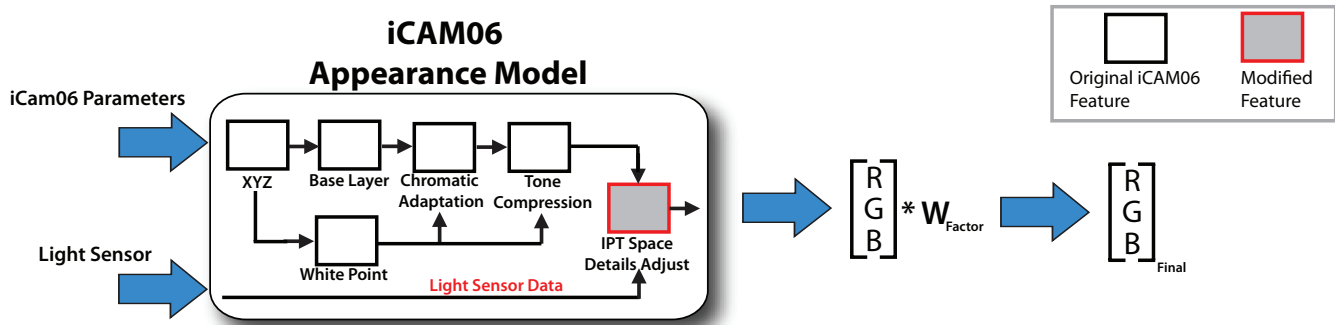 iCAM06
Appearance Model
Original iCAM06
Feature
Modified
Feature
iCam06 Parameters
XYZ
Base Layer
Chromatic
Adaptation
Tone
Compression
White Point
IPT Space
Details Adjust
Light Sensor
Light Sensor Data
R
G
B
* W Factor
R
G
B
Final